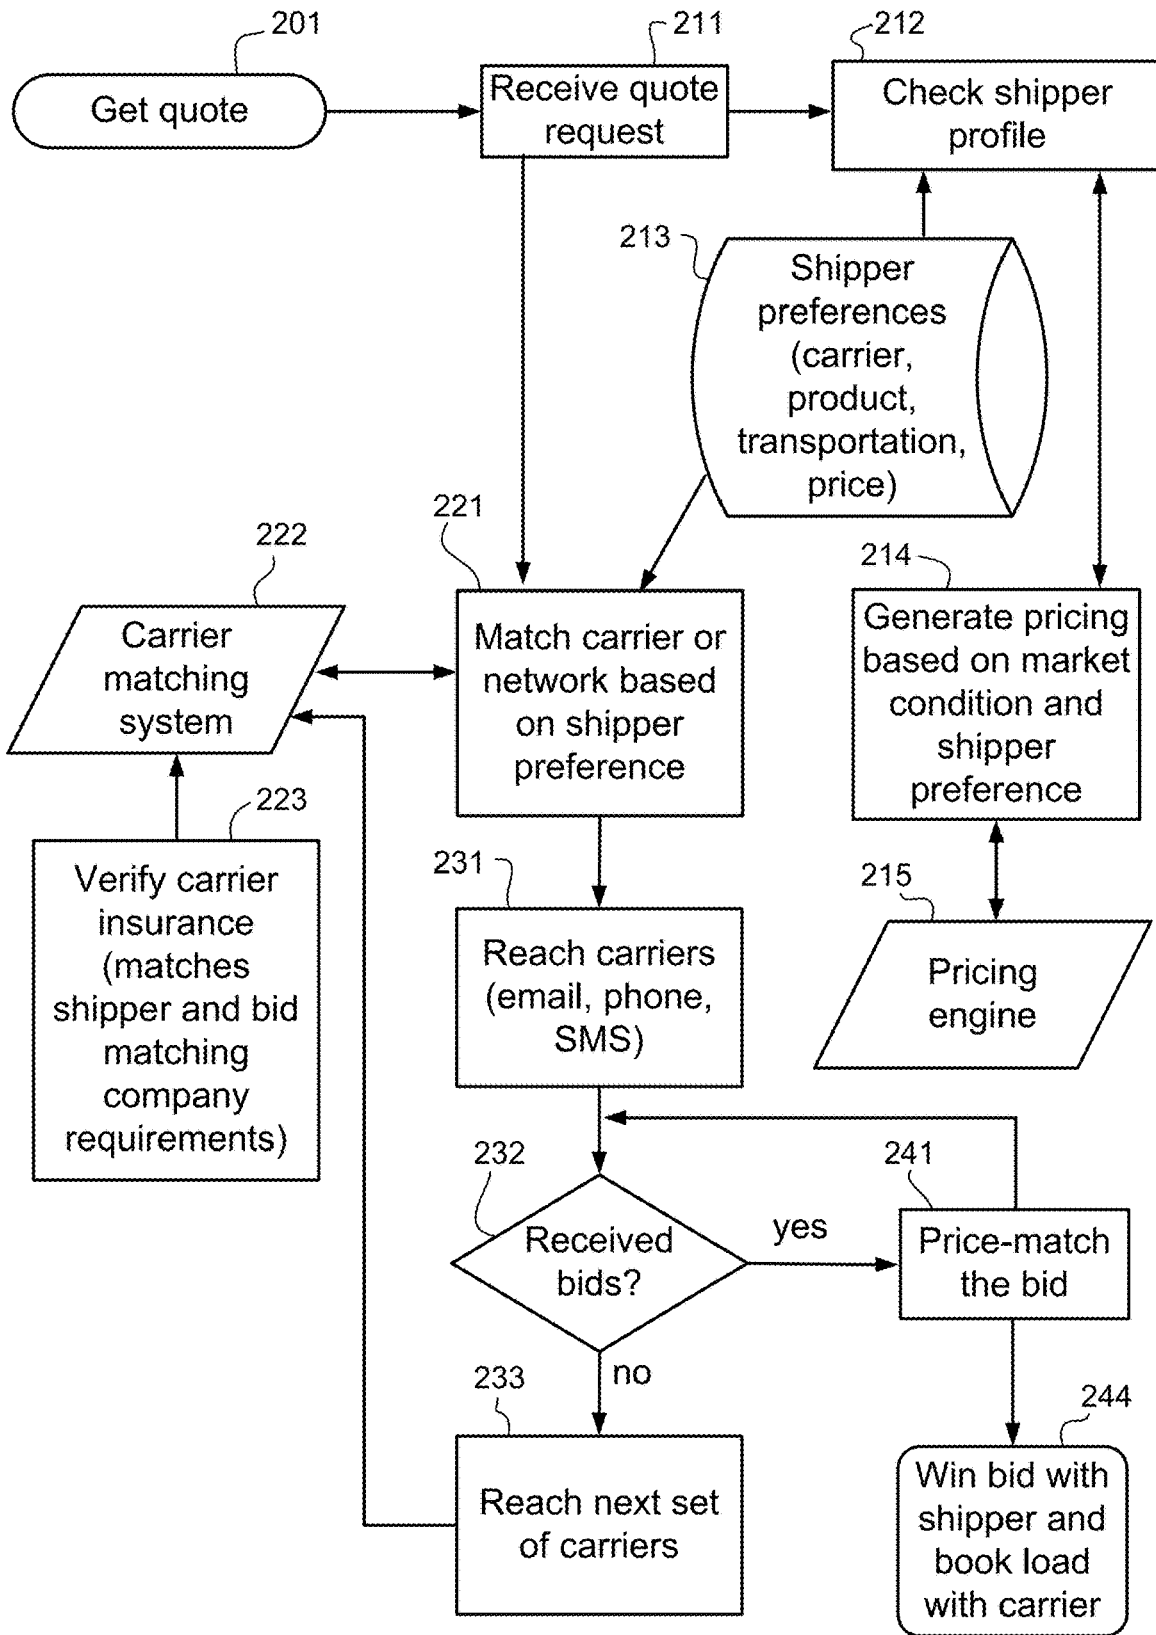 201
211
212
Get quote
Receive quote
request
Check shipper
profile
213
Shipper
preferences
(carrier,
product,
transportation,
price)
221
222
214
Carrier
matching
system
Match carrier or
network based
on shipper
preference
Generate pricing
based on market
condition and
shipper
preference
223
Verify carrier
insurance
(matches
shipper and bid
matching
company
requirements)
231
Reach carriers
(email, phone,
SMS)
215
Pricing
engine
232
Received
bids?
yes
241
Price-match
the bid
no
233
Reach next set
of carriers
244
Win bid with
shipper and
book load
with carrier